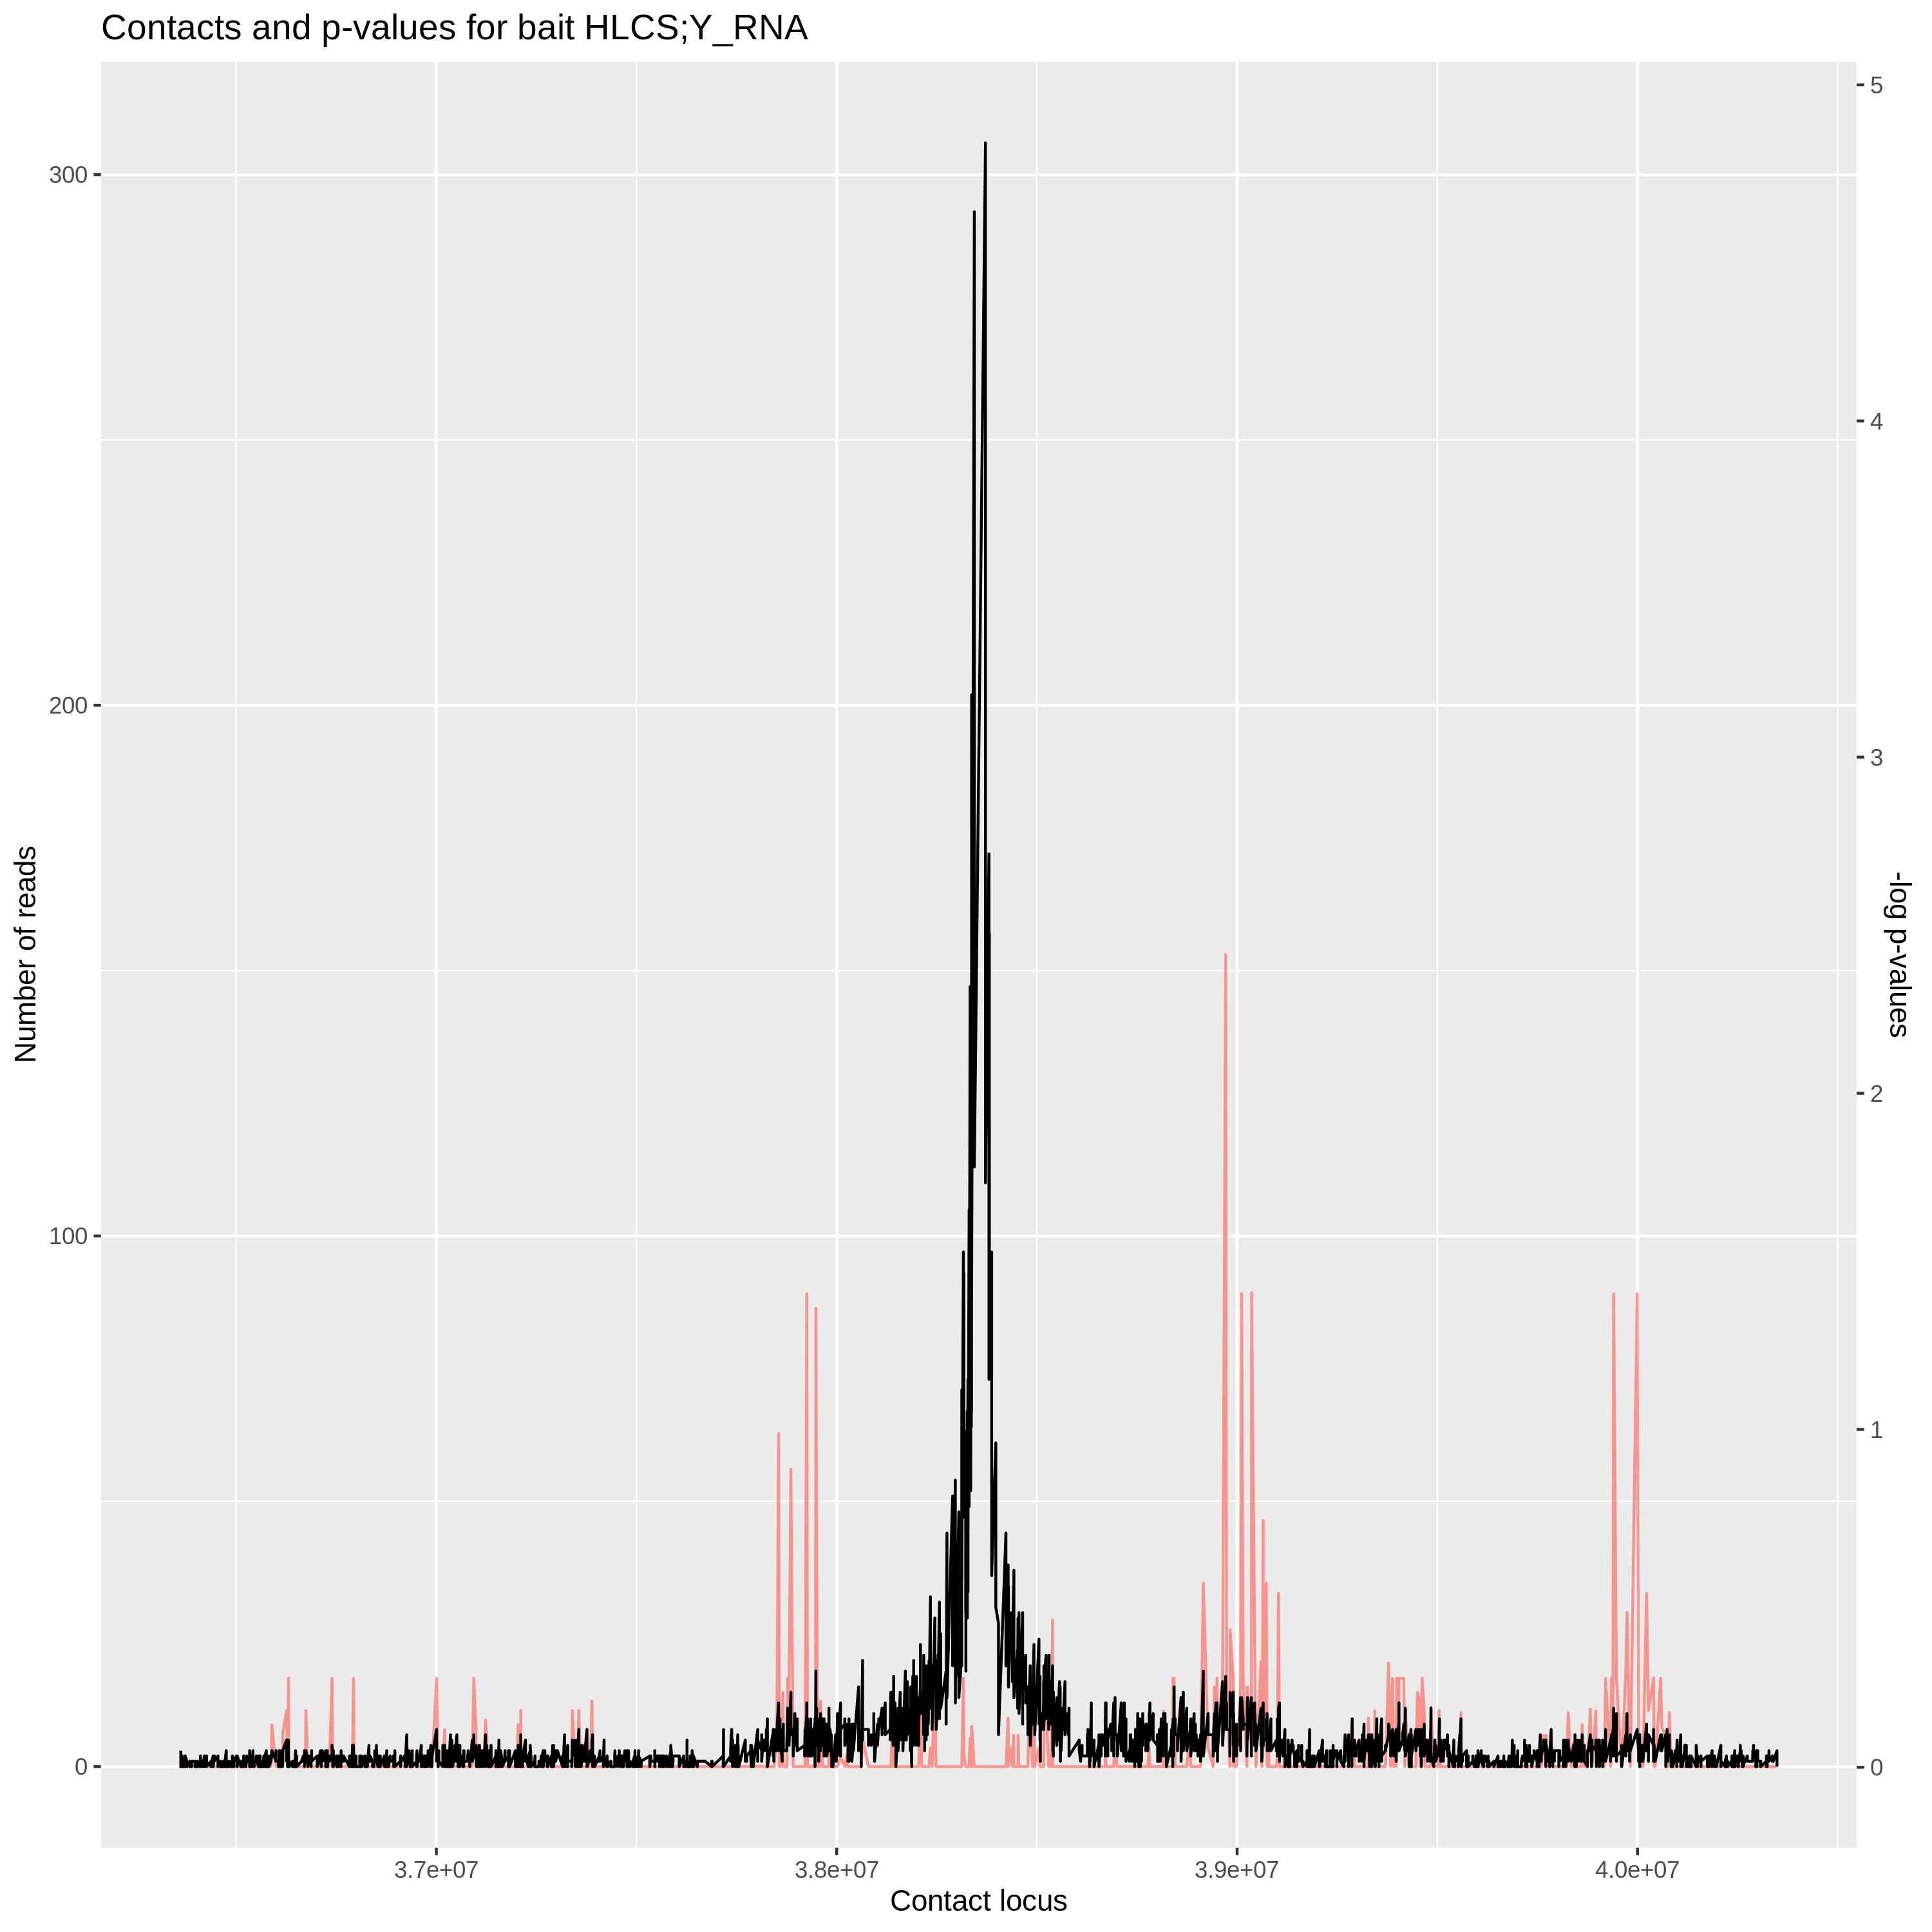 Contacts and p-values for bait HLCS;Y_RNA
300
200
100
0
Number of reads
5
4
3
2
1
0
-log p-values
3.7e+07
3.8e+07
3.9e+07
4.0e+07
Contact locus